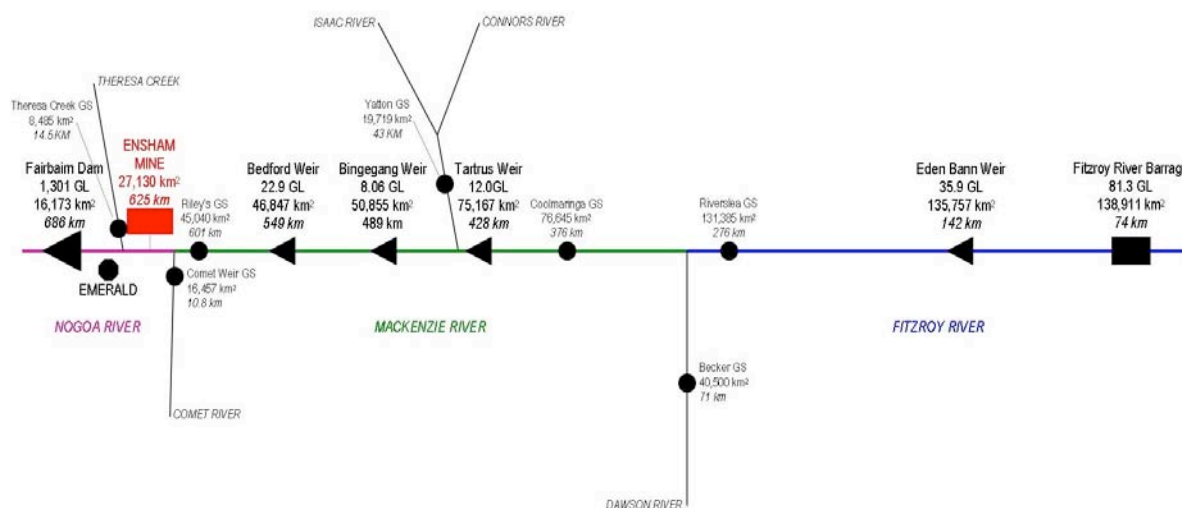 ISAAC RIVER
CONNORS RIVER
THERESA CREEK
Theresa Creek GS
8,485 km²
14.5 KM
ENSHAM
MINE
27,130 km²
625 km
Fairbairn Dam
1,301 GL
16,173 km²
686 km
Riley's GS
45,040 km²
601 km
Bedford Weir
22.9 GL
46,847 km²
549 km
Bingegang Weir
8.06 GL
50,855 km²
489 km
Yatton GS
19,719 km²
43 KM
Tartrus Weir
12.0GL
75,167 km²
428 km
Coolmaringa GS
76,645 km²
376 km
Riverslea GS
131,385 km²
276 km
Eden Bann Weir
35.9 GL
135,757 km²
142 km
Fitzroy River Barrag
81.3 GL
138,911 km²
74 km
EMERALD
Comet Weir GS
16,457 km²
10.8 km
NOGOA RIVER
MACKENZIE RIVER
FITZROY RIVER
Becker GS
40,500 km²
71 km
COMET RIVER
DAWSON RIVER